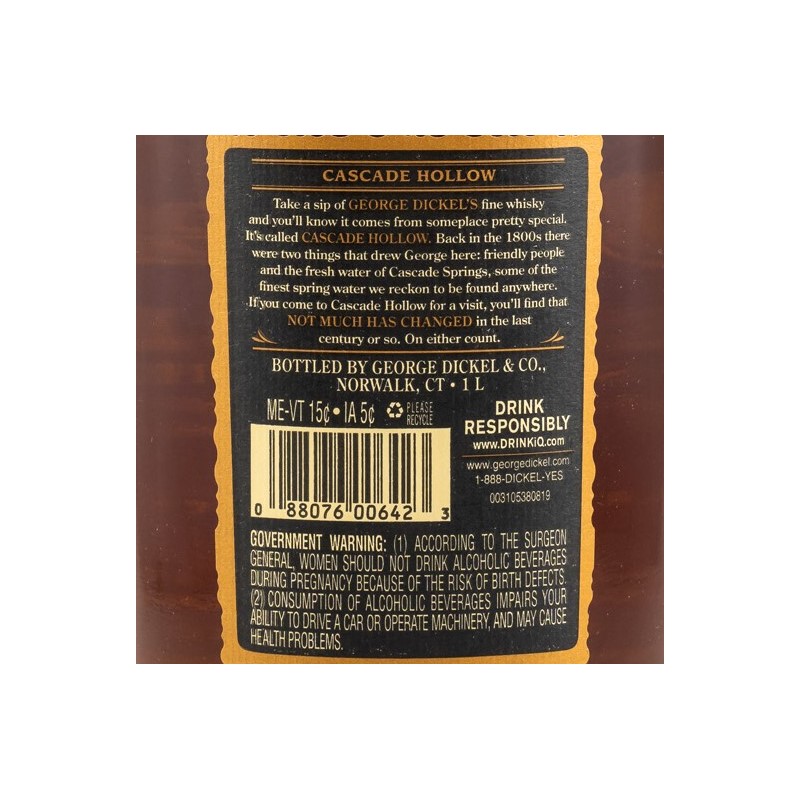 CASCADE HOLLOW
Take a sip of GEORGE DICKEL'S fine whisky
and you'll know it comes from someplace pretty special.
It's called CASCADE HOLLOW. Back in the 1800s there
were two things that drew George here: friendly people
and the fresh water of Cascade Springs, some of the
finest spring water we reckon to be found anywhere.
If you come to Cascade Hollow for a visit, you'll find that
NOT MUCH HAS CHANGED in the last
century or so. On either count.
BOTTLED BY GEORGE DICKEL & CO.,
NORWALK, CT • 1 L
ME-VT 15¢ • IA 5¢ PLEASE
RECYCLE
DRINK
RESPONSIBLY
www.DRINKiQ.com
www.georgedickel.com
1-888-DICKEL-YES
003105380819
0 88076 00642 3
GOVERNMENT WARNING: (1) ACCORDING TO THE SURGEON
GENERAL, WOMEN SHOULD NOT DRINK ALCOHOLIC BEVERAGES
DURING PREGNANCY BECAUSE OF THE RISK OF BIRTH DEFECTS.
(2) CONSUMPTION OF ALCOHOLIC BEVERAGES IMPAIRS YOUR
ABILITY TO DRIVE A CAR OR OPERATE MACHINERY, AND MAY CAUSE
HEALTH PROBLEMS.